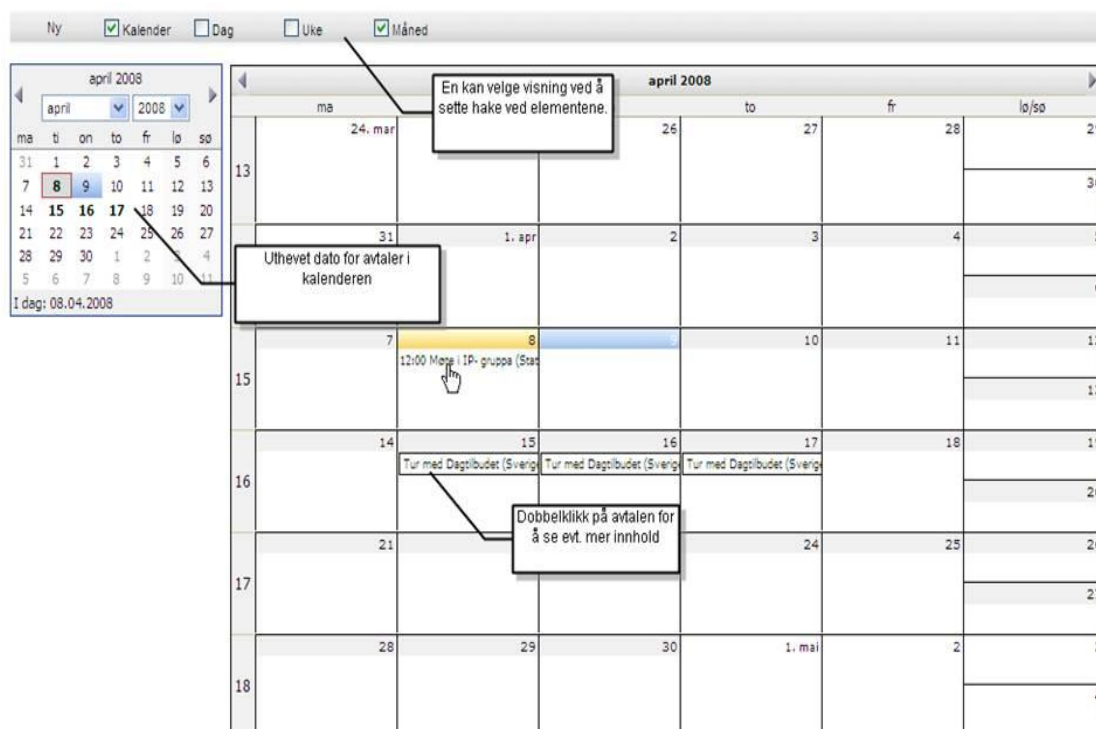 Ny Kalender Dag Uke Måned
april 2008
april 2008
ma ti on to fr lø sø
31 1 2 3 4 5 6
7 8 9 10 11 12 13
14 15 16 17 18 19 20
21 22 23 24 25 26 27
28 29 30 1 2 3 4
5 6 7 8 9 10 11
I dag: 08.04.2008
april 2008
ma to fr lø/sø
En kan velge visning ved å
sette hake ved elementene.
13
24. mar 26 27 28
Uthevet dato for avtaler i
kalenderen
31 1. apr 2 3 4
15
7 8 9 10 11
12:00 Møte i IP- gruppa (Stat
16
14 15 16 17 18
Tur med Dagtilbudet (Sverige Tur med Dagtilbudet (Sverige Tur med Dagtilbudet (Sverige
Dobbelklikk på avtalen for
å se evt. mer innhold
17
21 24 25
18
28 29 30 1. mai 2